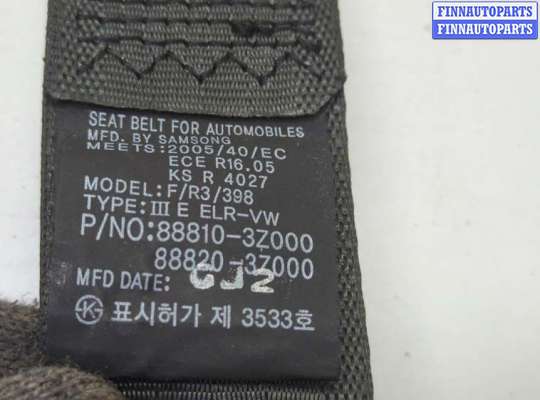 FINNAUTOPARTS
FINNAUTOPARTS
SEAT BELT FOR AUTOMOBILES
MFD. BY SAMSONG
MEETS:2005/40/EC
ECE R16.05
KS R 4027
MODEL:F/R3/398
TYPE:Ⅲ E ELR-VW
P/NO:88810-3Z000
88820-3Z000
MFD DATE: GJ2
K 표시허가 제 3533호